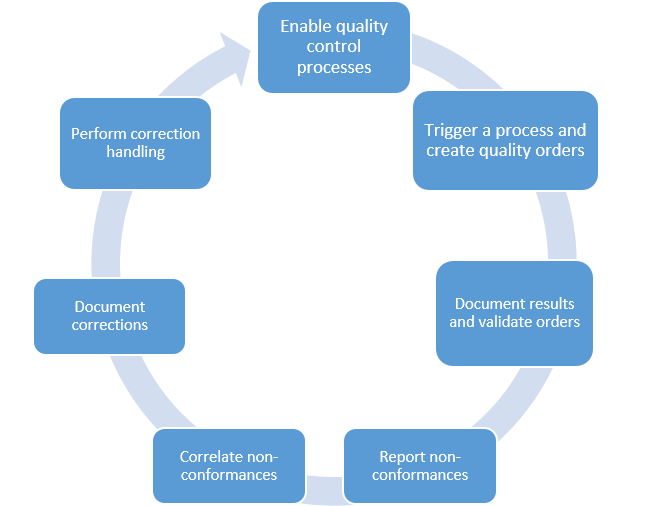 Enable quality
control
processes
Trigger a process and
create quality orders
Document results
and validate orders
Report non-
conformances
Correlate non-
conformances
Document
corrections
Perform correction
handling